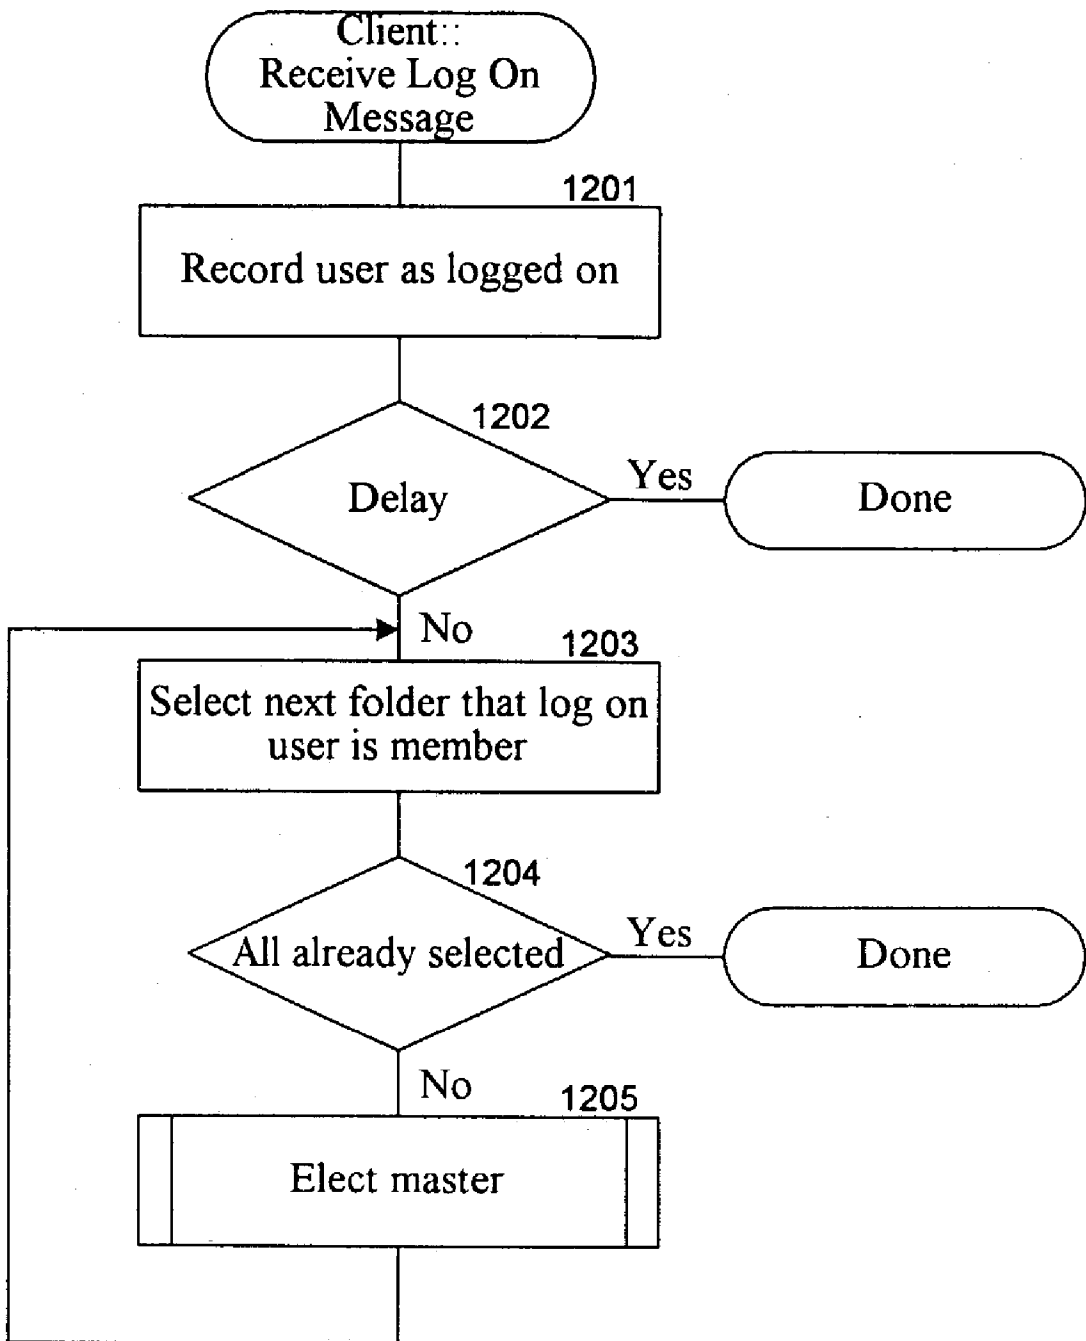 Client::
Receive Log On
Message
1201
Record user as logged on
1202
Delay
Yes
Done
No
1203
Select next folder that log on
user is member
1204
All already selected
Yes
Done
No
1205
Elect master